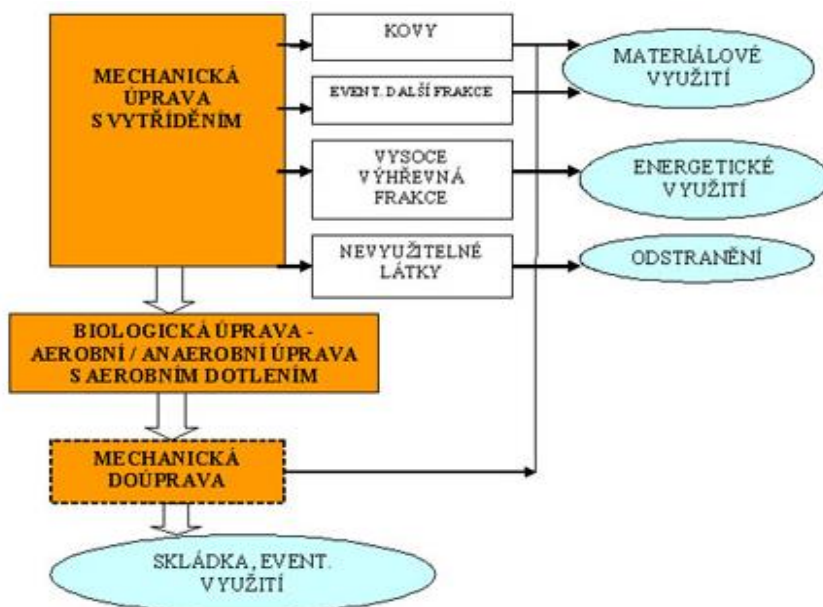 MECHANICKÁ
ÚPRAVA
S VYTŘÍDĚNÍM
KOVY
EVENT. DALŠÍ FRAKCE
VYSOCE
VÝHŘEVNÁ
FRAKCE
NEVYUŽITELNÉ
LÁTKY
MATERIÁLOVÉ
VYUŽITÍ
ENERGETICKÉ
VYUŽITÍ
ODSTRANĚNÍ
BIOLOGICKÁ ÚPRAVA -
AEROBNÍ / ANAEROBNÍ ÚPRAVA
S AEROBNÍM DOTLENÍM
MECHANICKÁ
DOÚPRAVA
SKLÁDKA, EVENT.
VYUŽITÍ